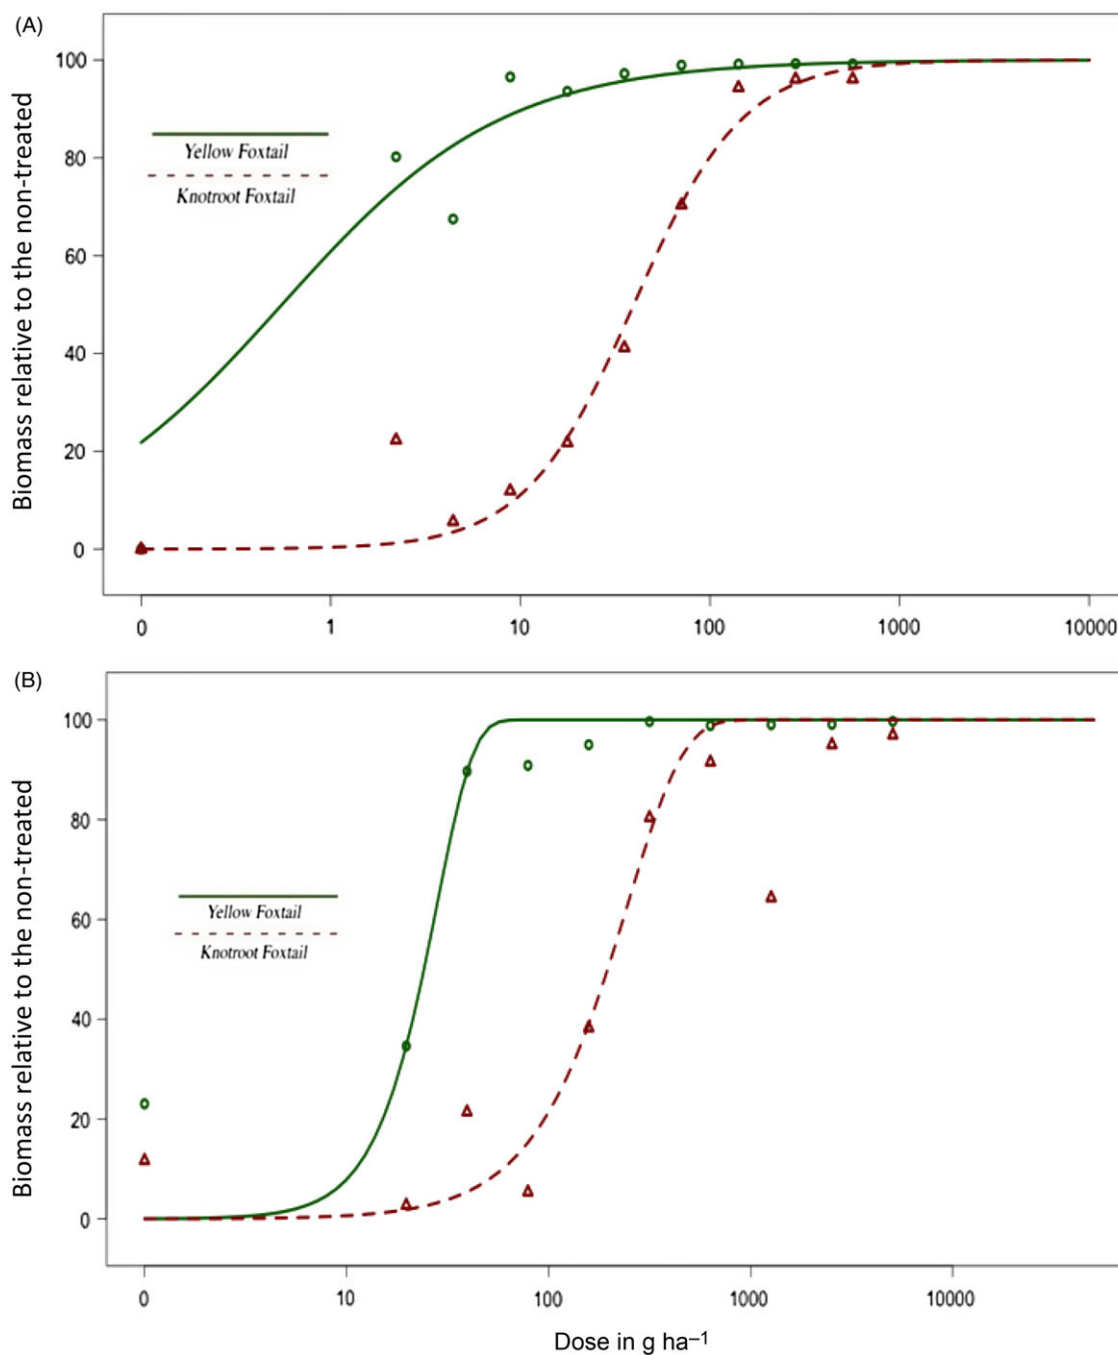 (A)
Biomass relative to the non-treated
100
80
60
40
20
0
Yellow Foxtail
Knotroot Foxtail
0 1 10 100 1000 10000
(B)
Biomass relative to the non-treated
100
80
60
40
20
0
Yellow Foxtail
Knotroot Foxtail
0 10 100 1000 10000
Dose in g ha⁻¹